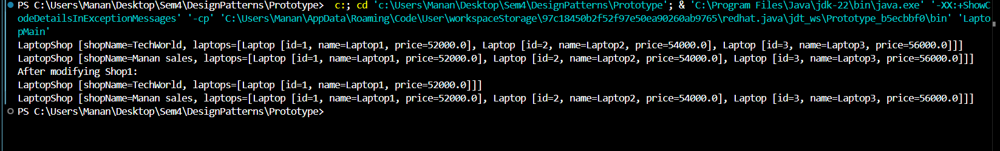 PS C:\Users\Manan\Desktop\Sem4\DesignPatterns\Prototype>  c:; cd 'c:\Users\Manan\Desktop\Sem4\DesignPatterns\Prototype'; & 'C:\Program Files\Java\jdk-22\bin\java.exe' '-XX:+ShowC
odeDetailsInExceptionMessages' '-cp' 'C:\Users\Manan\AppData\Roaming\Code\User\workspaceStorage\97c18450b2f52f97e50ea90260ab9765\redhat.java\jdt_ws\Prototype_b5ecbbf0\bin' 'Lapto
pMain'
LaptopShop [shopName=TechWorld, laptops=[Laptop [id=1, name=Laptop1, price=52000.0], Laptop [id=2, name=Laptop2, price=54000.0], Laptop [id=3, name=Laptop3, price=56000.0]]]
LaptopShop [shopName=Manan sales, laptops=[Laptop [id=1, name=Laptop1, price=52000.0], Laptop [id=2, name=Laptop2, price=54000.0], Laptop [id=3, name=Laptop3, price=56000.0]]]
After modifying Shop1:
LaptopShop [shopName=TechWorld, laptops=[Laptop [id=1, name=Laptop1, price=52000.0]]]
LaptopShop [shopName=Manan sales, laptops=[Laptop [id=1, name=Laptop1, price=52000.0], Laptop [id=2, name=Laptop2, price=54000.0], Laptop [id=3, name=Laptop3, price=56000.0]]]
PS C:\Users\Manan\Desktop\Sem4\DesignPatterns\Prototype>